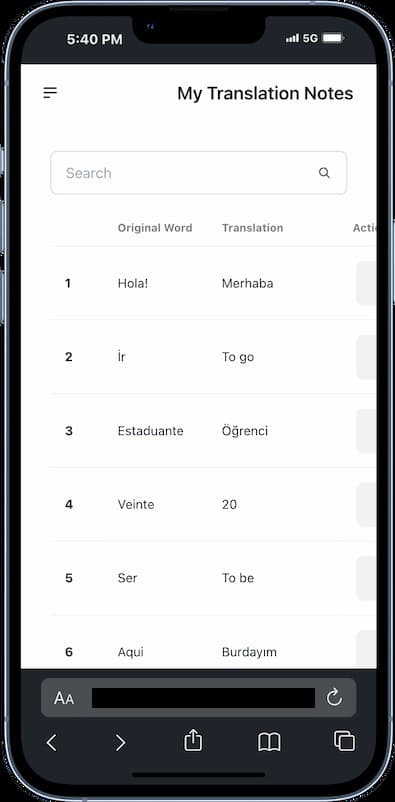 5:40 PM 5G
My Translation Notes
Search
Original Word Translation Actic
1 Hola! Merhaba
2 İr To go
3 Estaduante Öğrenci
4 Veinte 20
5 Ser To be
6 Aqui Burdayım
AA